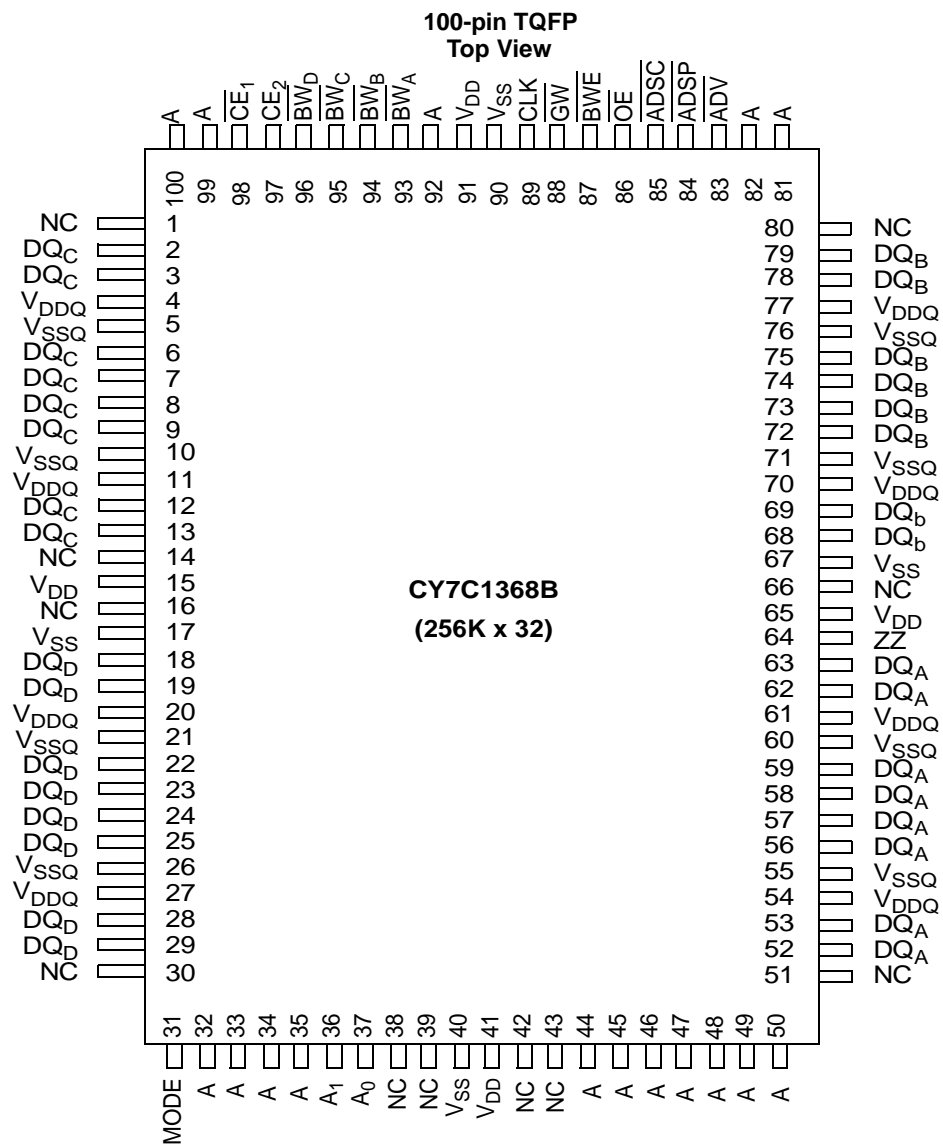 100-pin TQFP
Top View
A A CE1 CE2 BWD BWC BWB BWA A VDD VSS CLK GW BWE OE ADSC ADSP ADV A A
100 99 98 97 96 95 94 93 92 91 90 89 88 87 86 85 84 83 82 81
NC 1
DQC 2
DQC 3
VDDQ 4
VSSQ 5
DQC 6
DQC 7
DQC 8
DQC 9
VSSQ 10
VDDQ 11
DQC 12
DQC 13
NC 14
VDD 15
NC 16
VSS 17
DQD 18
DQD 19
VDDQ 20
VSSQ 21
DQD 22
DQD 23
DQD 24
DQD 25
VSSQ 26
VDDQ 27
DQD 28
DQD 29
NC 30
CY7C1368B
(256K x 32)
80 NC
79 DQB
78 DQB
77 VDDQ
76 VSSQ
75 DQB
74 DQB
73 DQB
72 DQB
71 VSSQ
70 VDDQ
69 DQb
68 DQb
67 VSS
66 NC
65 VDD
64 ZZ
63 DQA
62 DQA
61 VDDQ
60 VSSQ
59 DQA
58 DQA
57 DQA
56 DQA
55 VSSQ
54 VDDQ
53 DQA
52 DQA
51 NC
31 32 33 34 35 36 37 38 39 40 41 42 43 44 45 46 47 48 49 50
MODE A A A A A1 A0 NC NC VSS VDD NC NC A A A A A A A